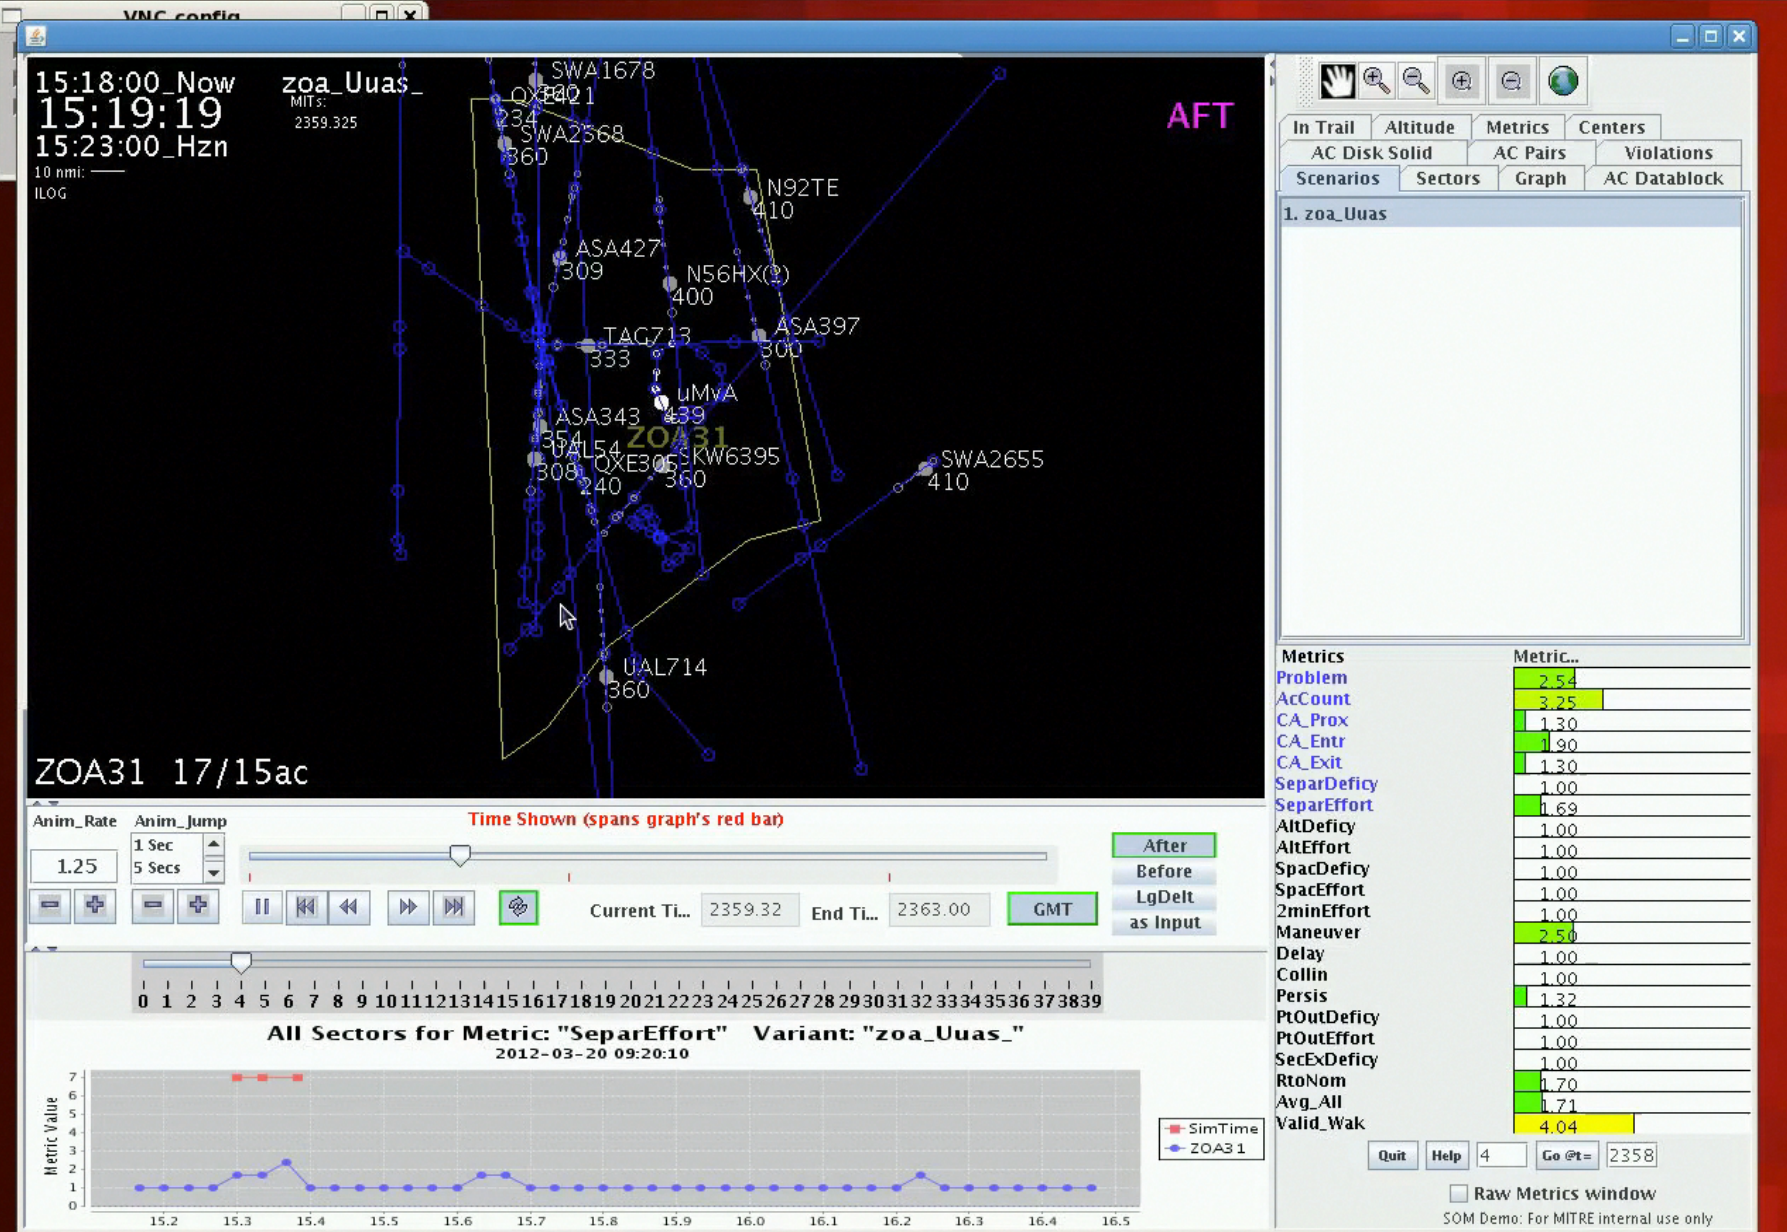 VNC config
15:18:00_Now
zoa_Uuas_
15:19:19
MITs:
2359.325
15:23:00_Hzn
10 nmi:
ILOG
AFT
SWA1678
234
SWA2568
360
N92TE
410
ASA427
309
N56HX(2)
400
TAG713
333
ASA397
300
uMvA
439
ASA343
354
ZOA31
UAL54
308
QXE305
240
SKW6395
360
SWA2655
410
UAL714
360
ZOA31 17/15ac
In Trail
Altitude
Metrics
Centers
AC Disk Solid
AC Pairs
Violations
Scenarios
Sectors
Graph
AC Datablock
1. zoa_Uuas
Metrics Metric...
Problem 2.54
AcCount 3.25
CA_Prox 1.30
CA_Entr 1.90
CA_Exit 1.30
SeparDeficy 1.00
SeparEffort 1.69
AltDeficy 1.00
AltEffort 1.00
SpacDeficy 1.00
SpacEffort 1.00
2minEffort 1.00
Maneuver 2.50
Delay 1.00
Collin 1.00
Persis 1.32
PtOutDeficy 1.00
PtOutEffort 1.00
SecExDeficy 1.00
RtoNom 1.70
Avg_All 1.71
Valid_Wak 4.04
Quit
Help
4
Go @t=
2358
Raw Metrics window
SOM Demo: For MITRE internal use only
Anim_Rate
Anim_Jump
Time Shown (spans graph's red bar)
1.25
1 Sec
5 Secs
After
Before
LgDelt
as Input
Current Ti...
2359.32
End Ti...
2363.00
GMT
0 1 2 3 4 5 6 7 8 9 10 11 12 13 14 15 16 17 18 19 20 21 22 23 24 25 26 27 28 29 30 31 32 33 34 35 36 37 38 39
All Sectors for Metric: "SeparEffort" Variant: "zoa_Uuas_"
2012-03-20 09:20:10
Metric Value
7
6
5
4
3
2
1
0
15.2 15.3 15.4 15.5 15.6 15.7 15.8 15.9 16.0 16.1 16.2 16.3 16.4 16.5
SimTime
ZOA31